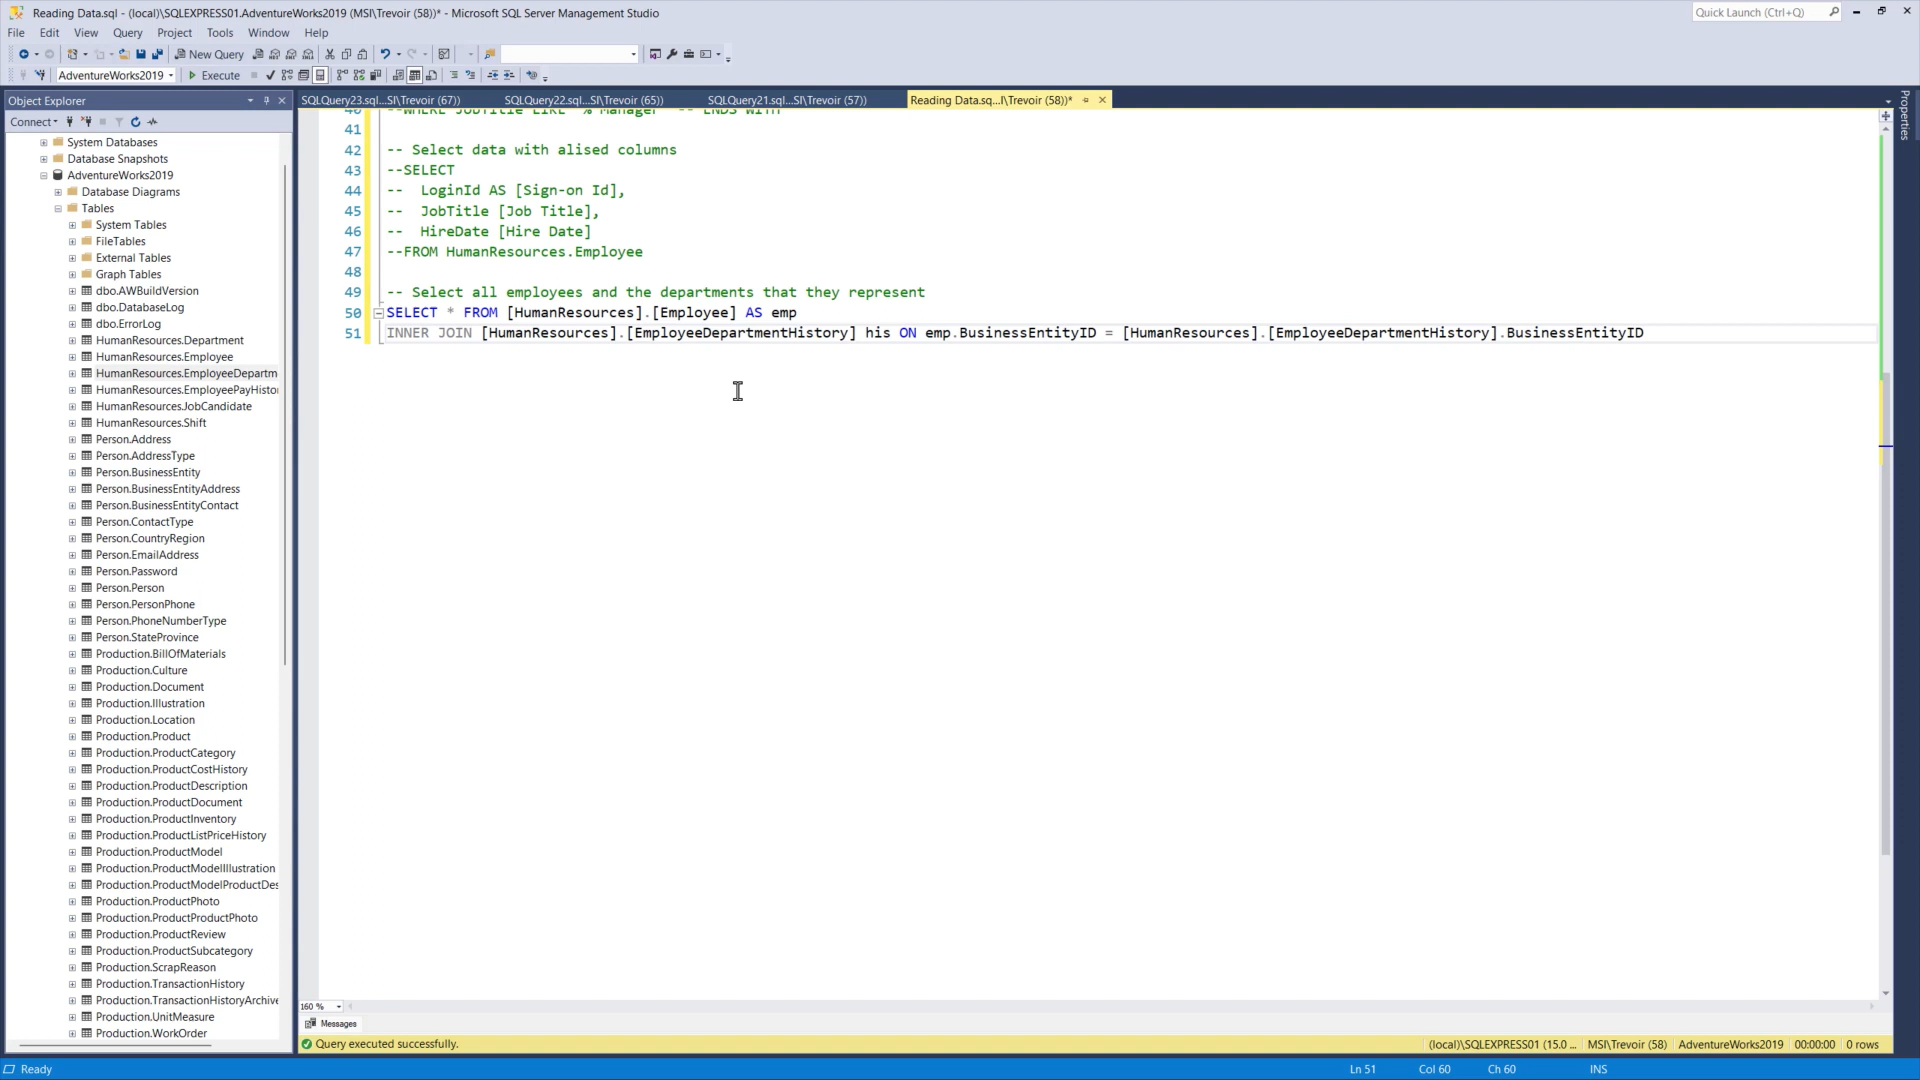 Reading Data.sql - (local)\SQLEXPRESS01.AdventureWorks2019 (MSI\Trevoir (58))* - Microsoft SQL Server Management Studio
Quick Launch (Ctrl+Q)
File Edit View Query Project Tools Window Help
New Query
AdventureWorks2019 Execute
Object Explorer
SQLQuery23.sql...SI\Trevoir (67))
SQLQuery22.sql...SI\Trevoir (65))
SQLQuery21.sql...SI\Trevoir (57))
Reading Data.sq...I\Trevoir (58))*
Properties
Connect
System Databases
Database Snapshots
AdventureWorks2019
Database Diagrams
Tables
System Tables
FileTables
External Tables
Graph Tables
dbo.AWBuildVersion
dbo.DatabaseLog
dbo.ErrorLog
HumanResources.Department
HumanResources.Employee
HumanResources.EmployeeDepartm
HumanResources.EmployeePayHistor
HumanResources.JobCandidate
HumanResources.Shift
Person.Address
Person.AddressType
Person.BusinessEntity
Person.BusinessEntityAddress
Person.BusinessEntityContact
Person.ContactType
Person.CountryRegion
Person.EmailAddress
Person.Password
Person.Person
Person.PersonPhone
Person.PhoneNumberType
Person.StateProvince
Production.BillOfMaterials
Production.Culture
Production.Document
Production.Illustration
Production.Location
Production.Product
Production.ProductCategory
Production.ProductCostHistory
Production.ProductDescription
Production.ProductDocument
Production.ProductInventory
Production.ProductListPriceHistory
Production.ProductModel
Production.ProductModelIllustration
Production.ProductModelProductDes
Production.ProductPhoto
Production.ProductProductPhoto
Production.ProductReview
Production.ProductSubcategory
Production.ScrapReason
Production.TransactionHistory
Production.TransactionHistoryArchive
Production.UnitMeasure
Production.WorkOrder
40 --WHERE JobTitle LIKE '% Manager' -- ENDS WITH
41
42 -- Select data with alised columns
43 --SELECT
44 -- LoginId AS [Sign-on Id],
45 -- JobTitle [Job Title],
46 -- HireDate [Hire Date]
47 --FROM HumanResources.Employee
48
49 -- Select all employees and the departments that they represent
50 SELECT * FROM [HumanResources].[Employee] AS emp
51 INNER JOIN [HumanResources].[EmployeeDepartmentHistory] his ON emp.BusinessEntityID = [HumanResources].[EmployeeDepartmentHistory].BusinessEntityID
160 %
Messages
Query executed successfully.
(local)\SQLEXPRESS01 (15.0 ... MSI\Trevoir (58) AdventureWorks2019 00:00:00 0 rows
Ready
Ln 51 Col 60 Ch 60 INS